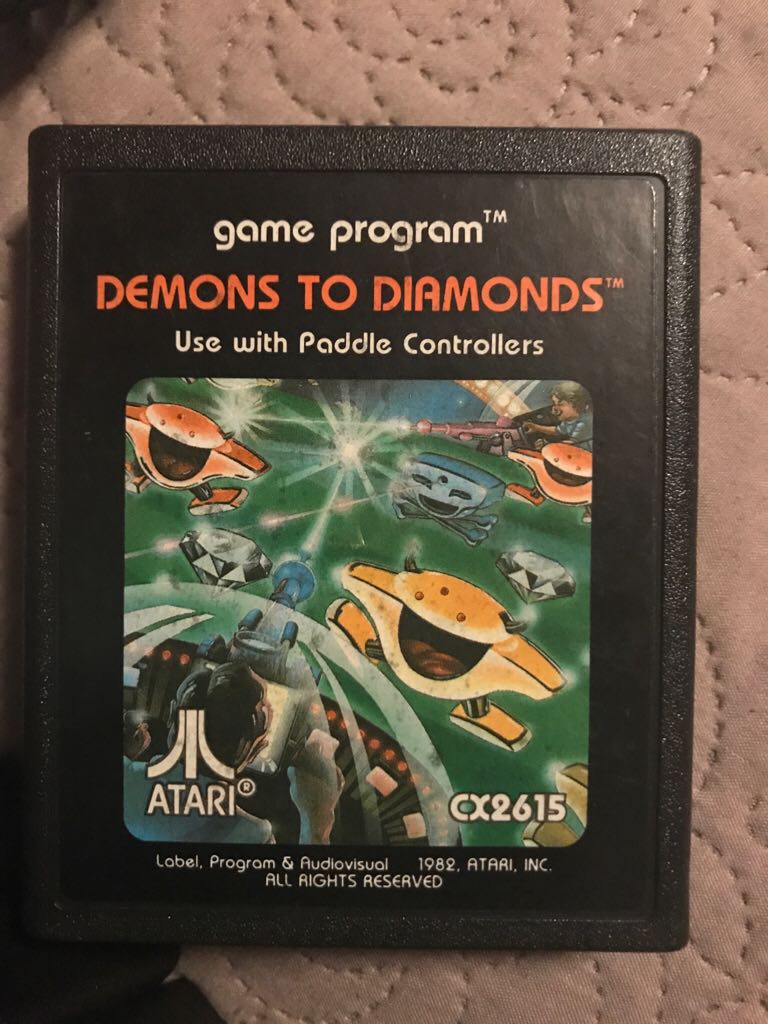 game program™
DEMONS TO DIAMONDS™
Use with Paddle Controllers
ATARI®
CX2615
Label, Program & Audiovisual 1982, ATARI, INC.
ALL RIGHTS RESERVED